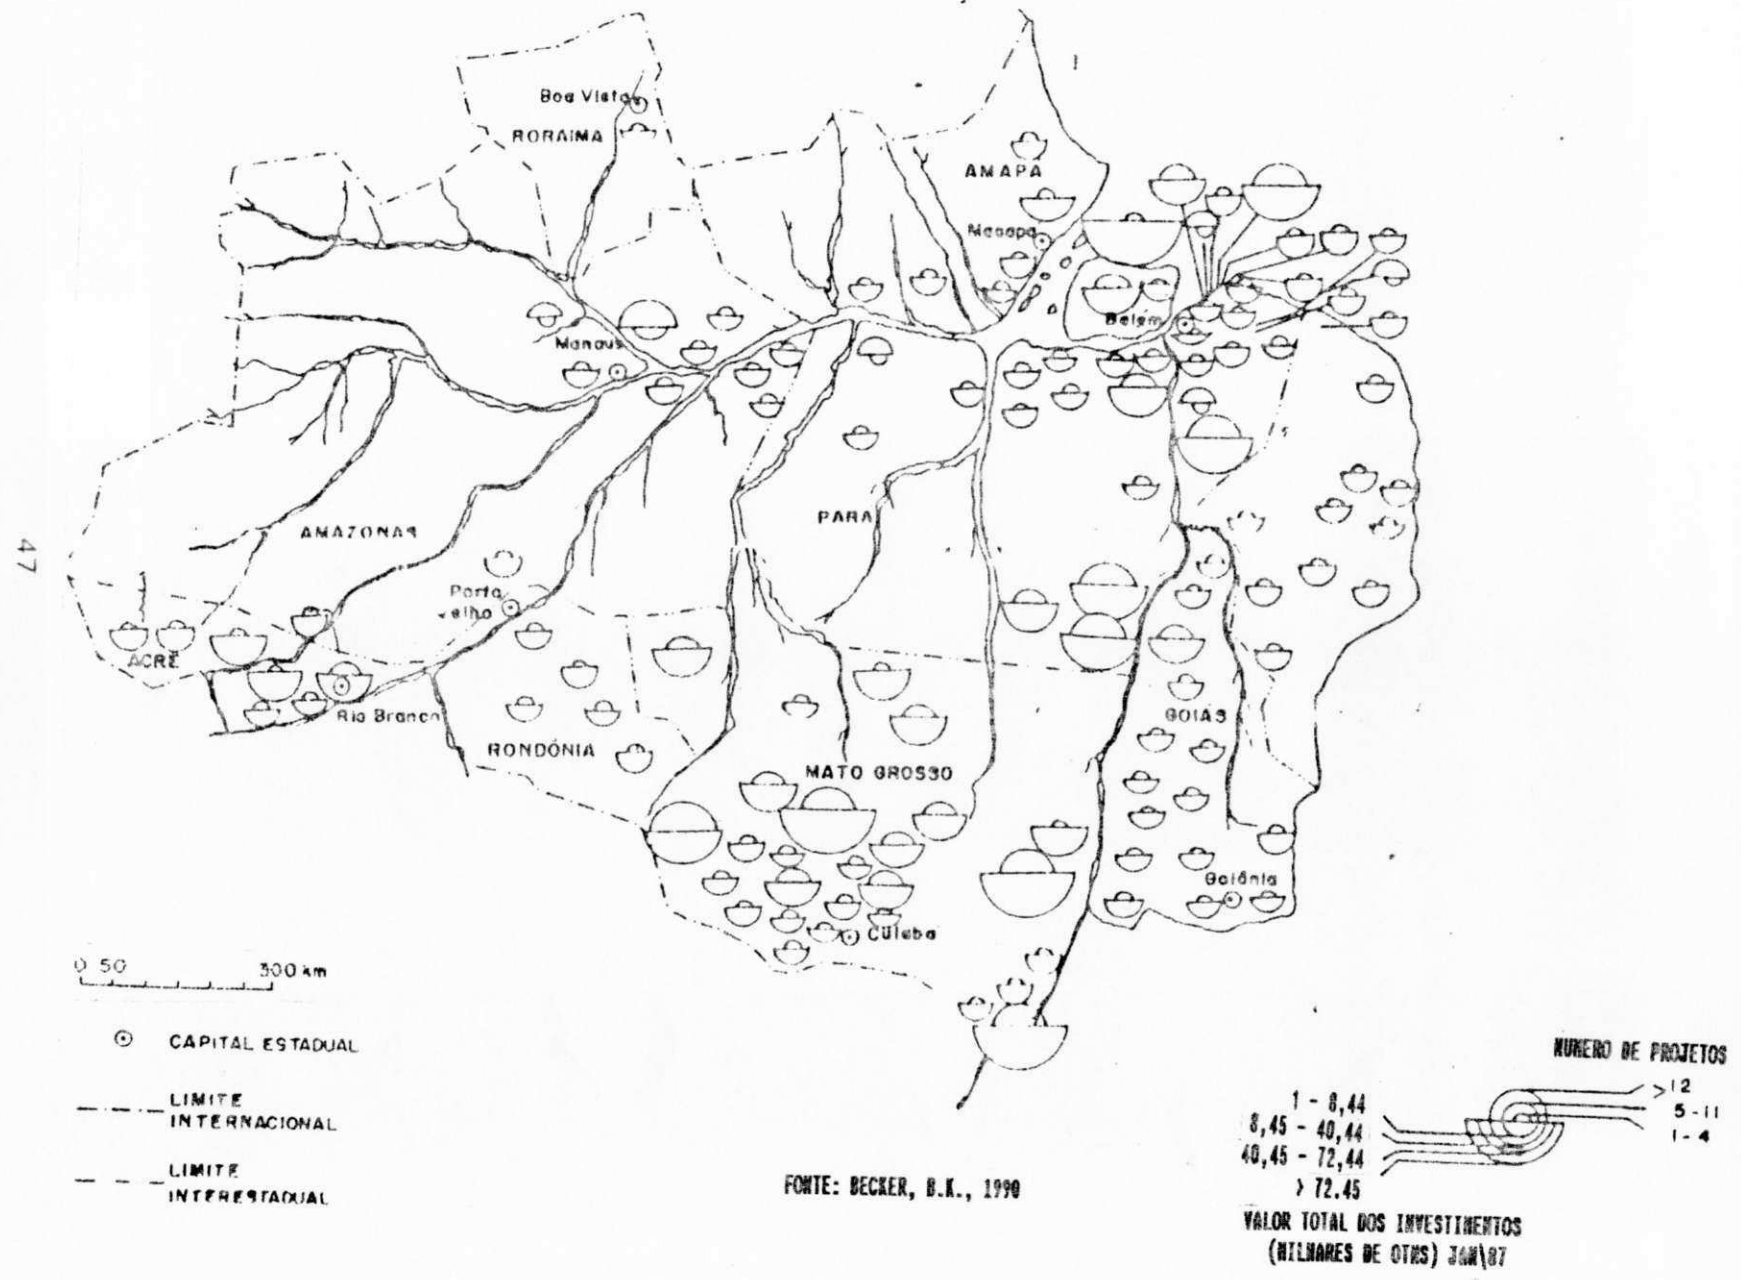 Boa Vista
RORAIMA
AMAPÁ
Macapá
Belém
Manaus
AMAZONAS
PARA
Porto
Velho
ACRE
Rio Branco
RONDÔNIA
MATO GROSSO
GOIÁS
Goiânia
Cuiaba
47
0 50 300 km
CAPITAL ESTADUAL
LIMITE
INTERNACIONAL
LIMITE
INTERESTADUAL
FONTE: BECKER, B.K., 1990
NUMERO DE PROJETOS
>12
5-11
1-4
1 - 8,44
8,45 - 40,44
40,45 - 72,44
> 72.45
VALOR TOTAL DOS INVESTIMENTOS
(MILHARES DE OTNS) JAN\87